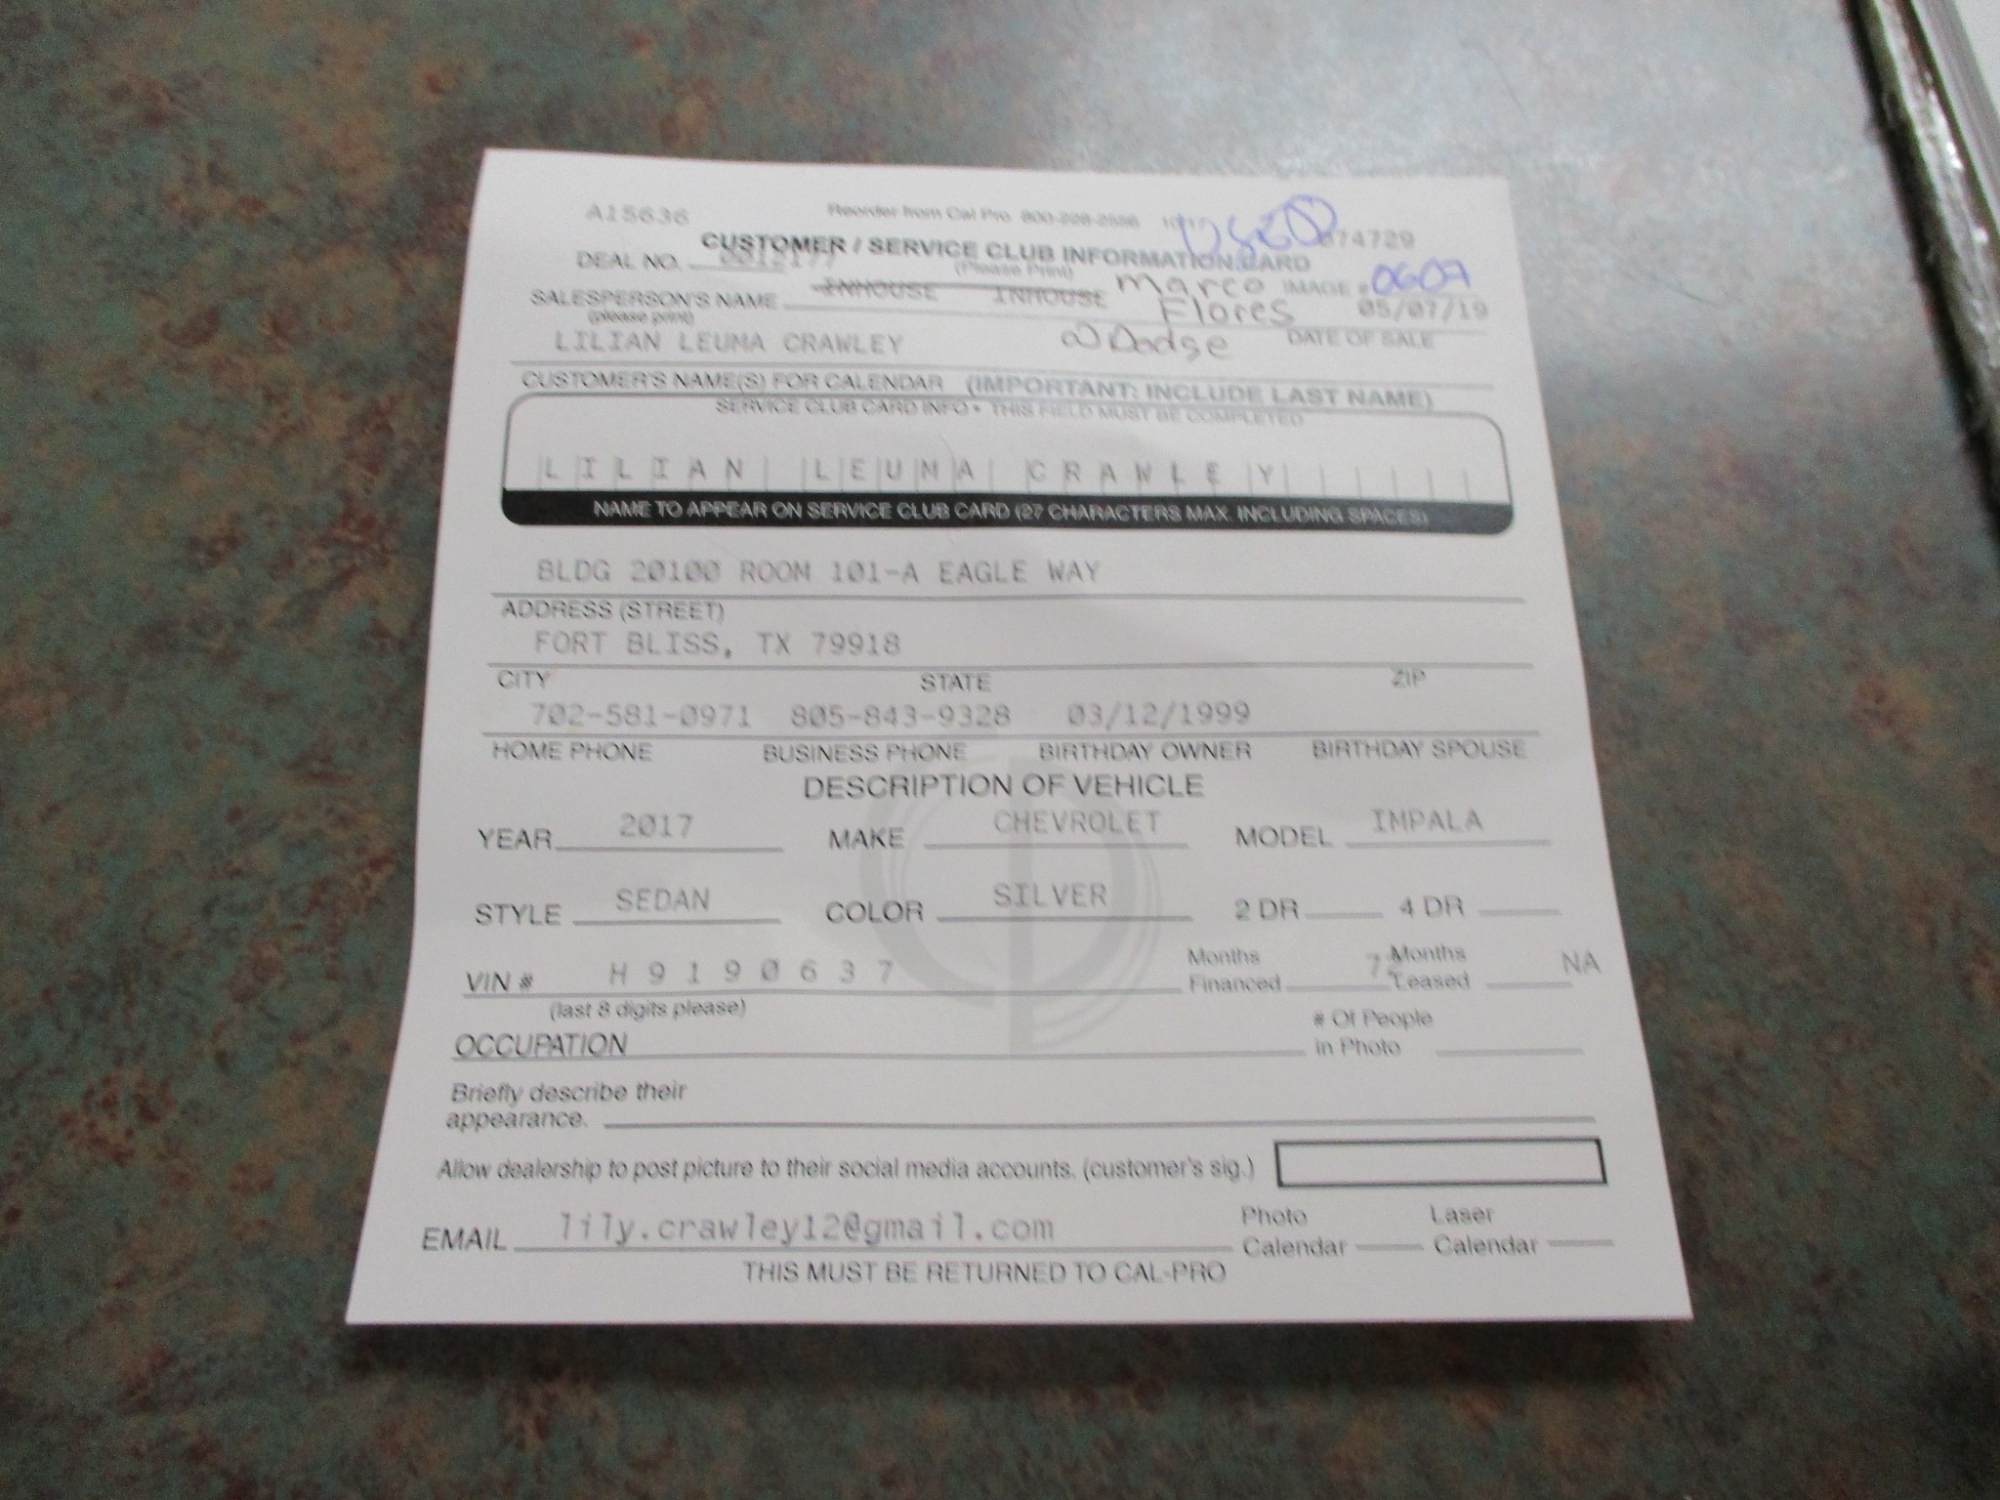 A15636 Reorder from Cal Pro 800-228-2556 USED 074729
CUSTOMER / SERVICE CLUB INFORMATION CARD
DEAL NO. (Please Print)
SALESPERSON'S NAME INHOUSE INHOUSE Marco Flores IMAGE # 0609
(please print) 05/07/19
LILIAN LEUMA CRAWLEY Dodge DATE OF SALE
CUSTOMER'S NAME(S) FOR CALENDAR (IMPORTANT: INCLUDE LAST NAME)
SERVICE CLUB CARD INFO • THIS FIELD MUST BE COMPLETED
LILIAN LEUMA CRAWLEY
NAME TO APPEAR ON SERVICE CLUB CARD (27 CHARACTERS MAX. INCLUDING SPACES)
BLDG 20100 ROOM 101-A EAGLE WAY
ADDRESS (STREET)
FORT BLISS, TX 79918
CITY STATE ZIP
702-581-0971 805-843-9328 03/12/1999
HOME PHONE BUSINESS PHONE BIRTHDAY OWNER BIRTHDAY SPOUSE
DESCRIPTION OF VEHICLE
YEAR 2017 MAKE CHEVROLET MODEL IMPALA
STYLE SEDAN COLOR SILVER 2 DR 4 DR
VIN # H9190637 Months Financed Months Leased NA
(last 8 digits please)
OCCUPATION # Of People in Photo
Briefly describe their
appearance.
Allow dealership to post picture to their social media accounts. (customer's sig.)
EMAIL lily.crawley12@gmail.com Photo Calendar Laser Calendar
THIS MUST BE RETURNED TO CAL-PRO